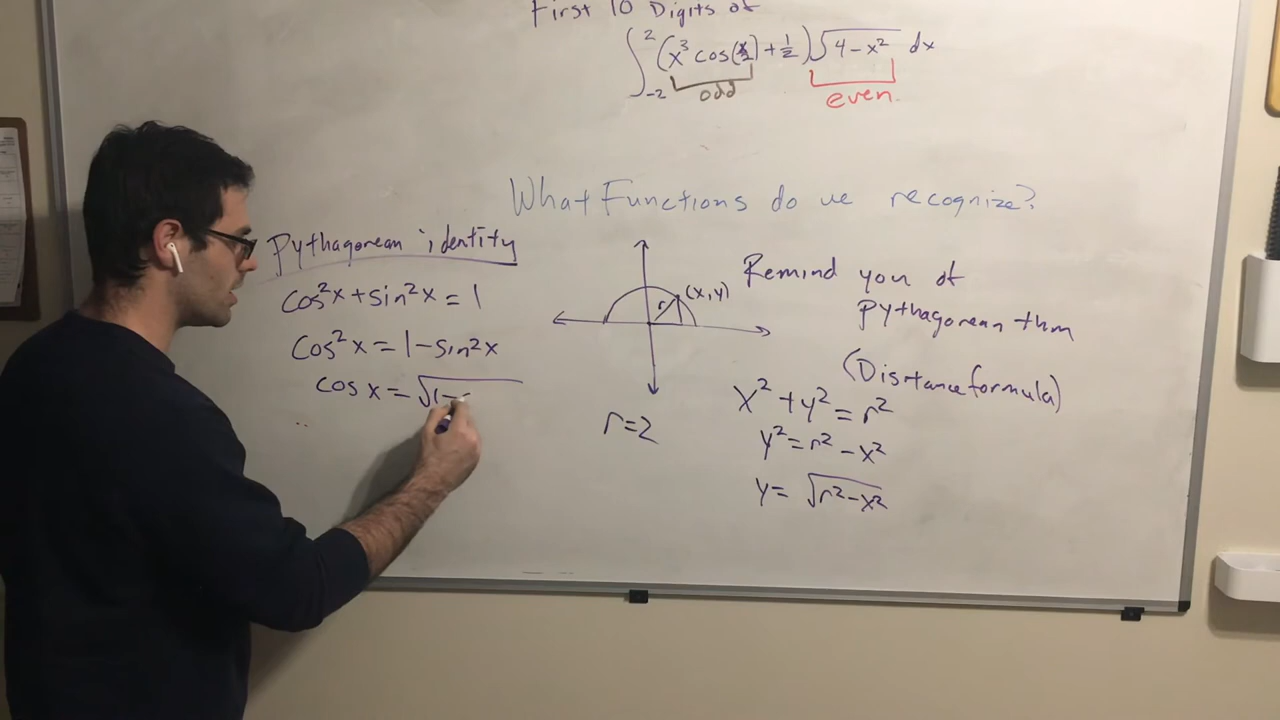 First 10 Digits of
∫₋₂² (x³ cos(x/2) + 1/2) √(4-x²) dx
odd
even.
What Functions do we recognize?
Pythagorean identity
cos²x + sin²x = 1
cos²x = 1 - sin²x
cos x = √(1-
(x,y)
r
r=2
Remind you of
pythagorean thm
(Distance formula)
x² + y² = r²
y² = r² - x²
y = √(r²-x²)